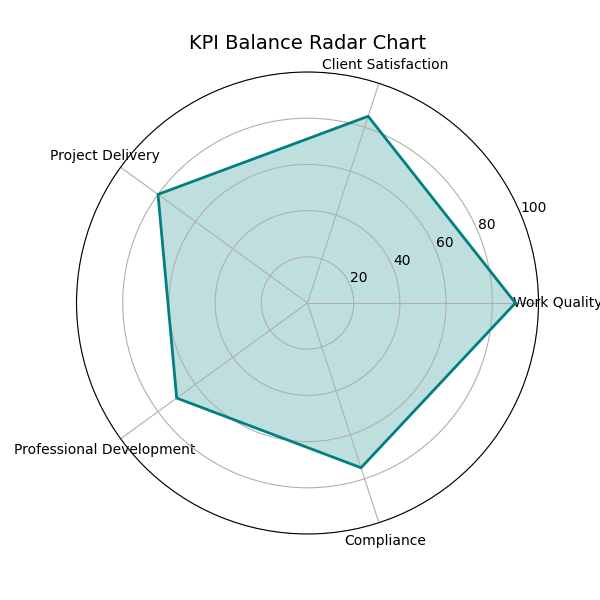 KPI Balance Radar Chart
Client Satisfaction
Project Delivery
100
80
60
40
20
Work Quality
Professional Development
Compliance